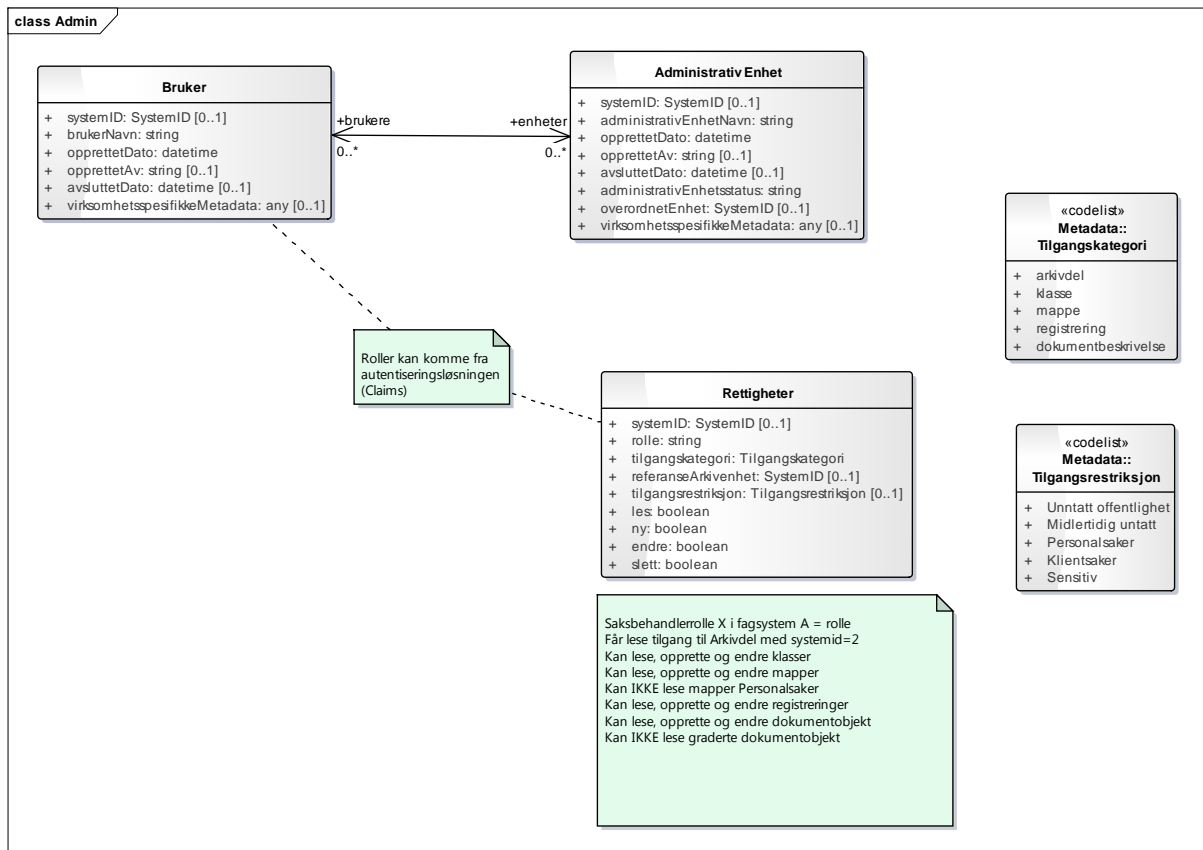 class Admin
Bruker
+ systemID: SystemID [0..1]
+ brukerNavn: string
+ opprettetDato: datetime
+ opprettetAv: string [0..1]
+ avsluttetDato: datetime [0..1]
+ virksomhetsspesifikkeMetadata: any [0..1]
+brukere
0..*
+enheter
0..*
AdministrativEnhet
+ systemID: SystemID [0..1]
+ administrativEnhetNavn: string
+ opprettetDato: datetime
+ opprettetAv: string [0..1]
+ avsluttetDato: datetime [0..1]
+ administrativEnhetsstatus: string
+ overordnetEnhet: SystemID [0..1]
+ virksomhetsspesifikkeMetadata: any [0..1]
«codelist»
Metadata::
Tilgangskategori
+ arkivdel
+ klasse
+ mappe
+ registrering
+ dokumentbeskrivelse
Roller kan komme fra
autentiseringsløsningen
(Claims)
Rettigheter
+ systemID: SystemID [0..1]
+ rolle: string
+ tilgangskategori: Tilgangskategori
+ referanseArkivenhet: SystemID [0..1]
+ tilgangsrestriksjon: Tilgangsrestriksjon [0..1]
+ les: boolean
+ ny: boolean
+ endre: boolean
+ slett: boolean
«codelist»
Metadata::
Tilgangsrestriksjon
+ Unntatt offentlighet
+ Midlertidig untatt
+ Personalsaker
+ Klientsaker
+ Sensitiv
Saksbehandlerrolle X i fagsystem A = rolle
Får lese tilgang til Arkivdel med systemid=2
Kan lese, opprette og endre klasser
Kan lese, opprette og endre mapper
Kan IKKE lese mapper Personalsaker
Kan lese, opprette og endre registreringer
Kan lese, opprette og endre dokumentobjekt
Kan IKKE lese graderte dokumentobjekt